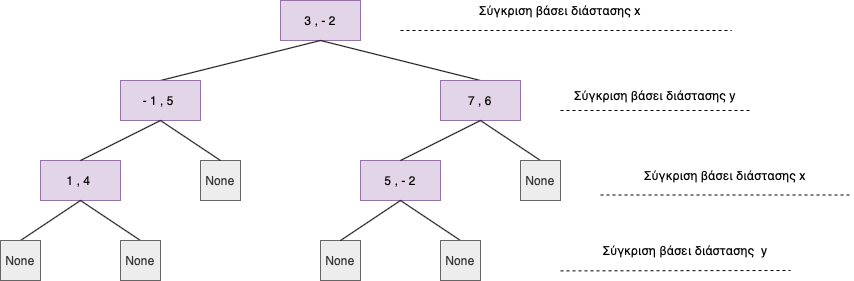 3 , - 2
Σύγκριση βάσει διάστασης x
- 1 , 5
7 , 6
Σύγκριση βάσει διάστασης y
1 , 4
None
5 , - 2
None
Σύγκριση βάσει διάστασης x
None
None
None
None
Σύγκριση βάσει διάστασης y